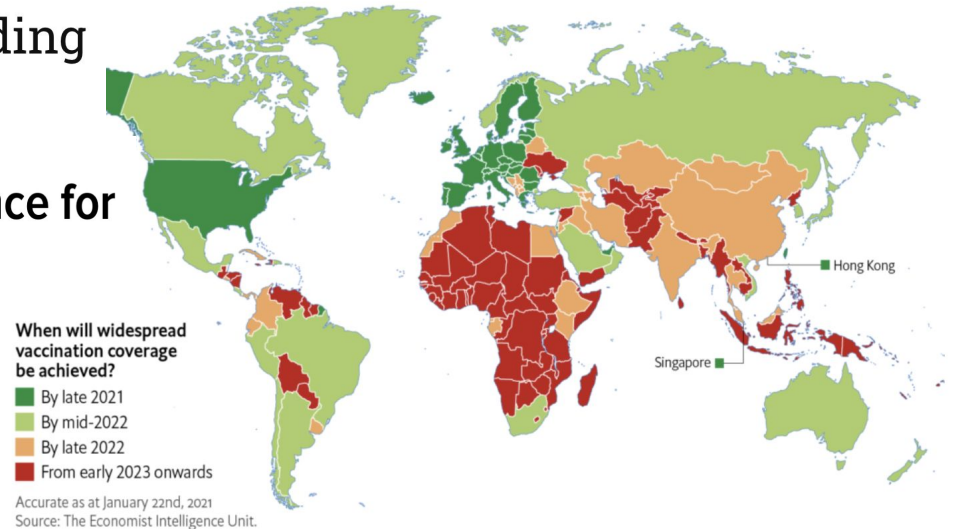 ding
ce for
Hong Kong
Singapore
When will widespread
vaccination coverage
be achieved?
By late 2021
By mid-2022
By late 2022
From early 2023 onwards
Accurate as at January 22nd, 2021
Source: The Economist Intelligence Unit.